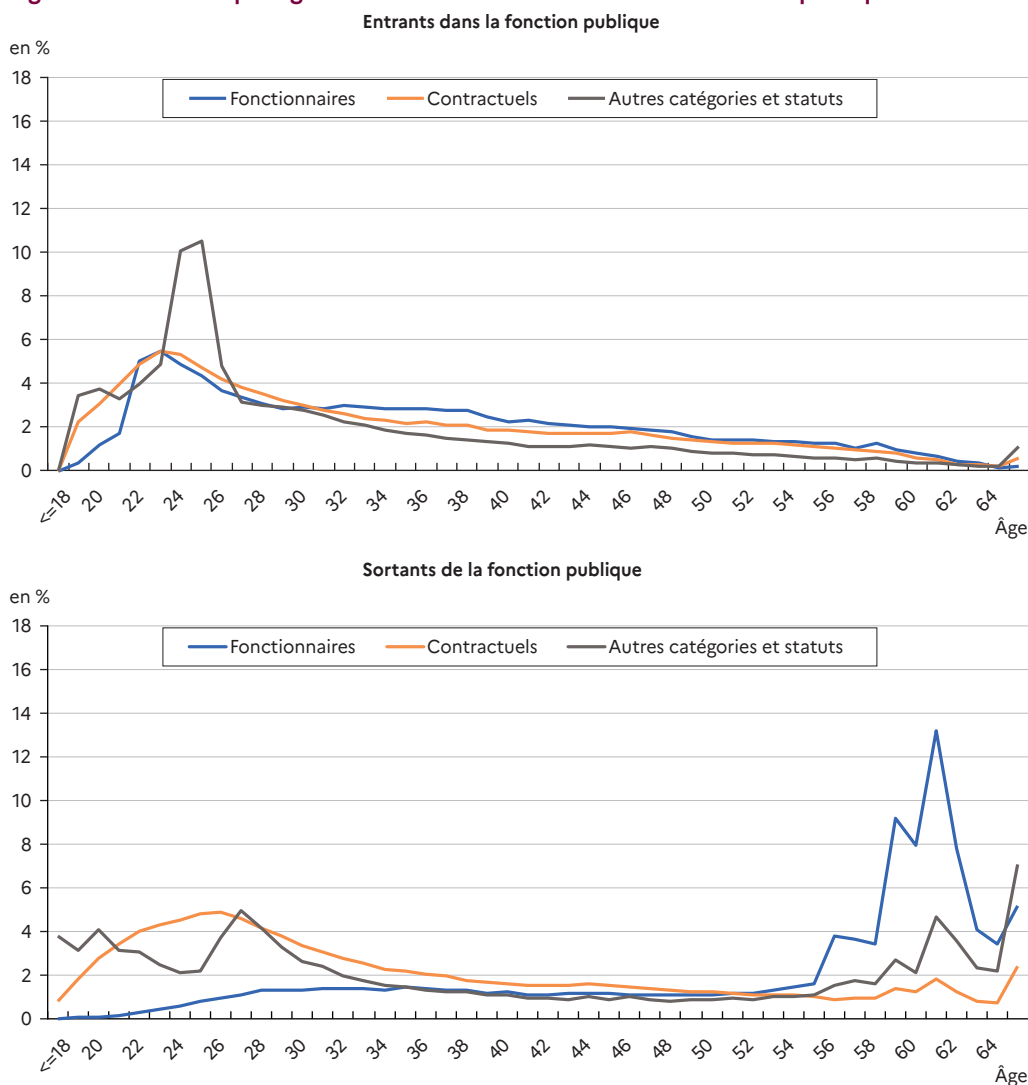 Entrants dans la fonction publique
en %
Fonctionnaires Contractuels Autres catégories et statuts
18
16
14
12
10
8
6
4
2
0
<=18 20 22 24 26 28 30 32 34 36 38 40 42 44 46 48 50 52 54 56 58 60 62 64
Âge
Sortants de la fonction publique
en %
Fonctionnaires Contractuels Autres catégories et statuts
18
16
14
12
10
8
6
4
2
0
<=18 20 22 24 26 28 30 32 34 36 38 40 42 44 46 48 50 52 54 56 58 60 62 64
Âge